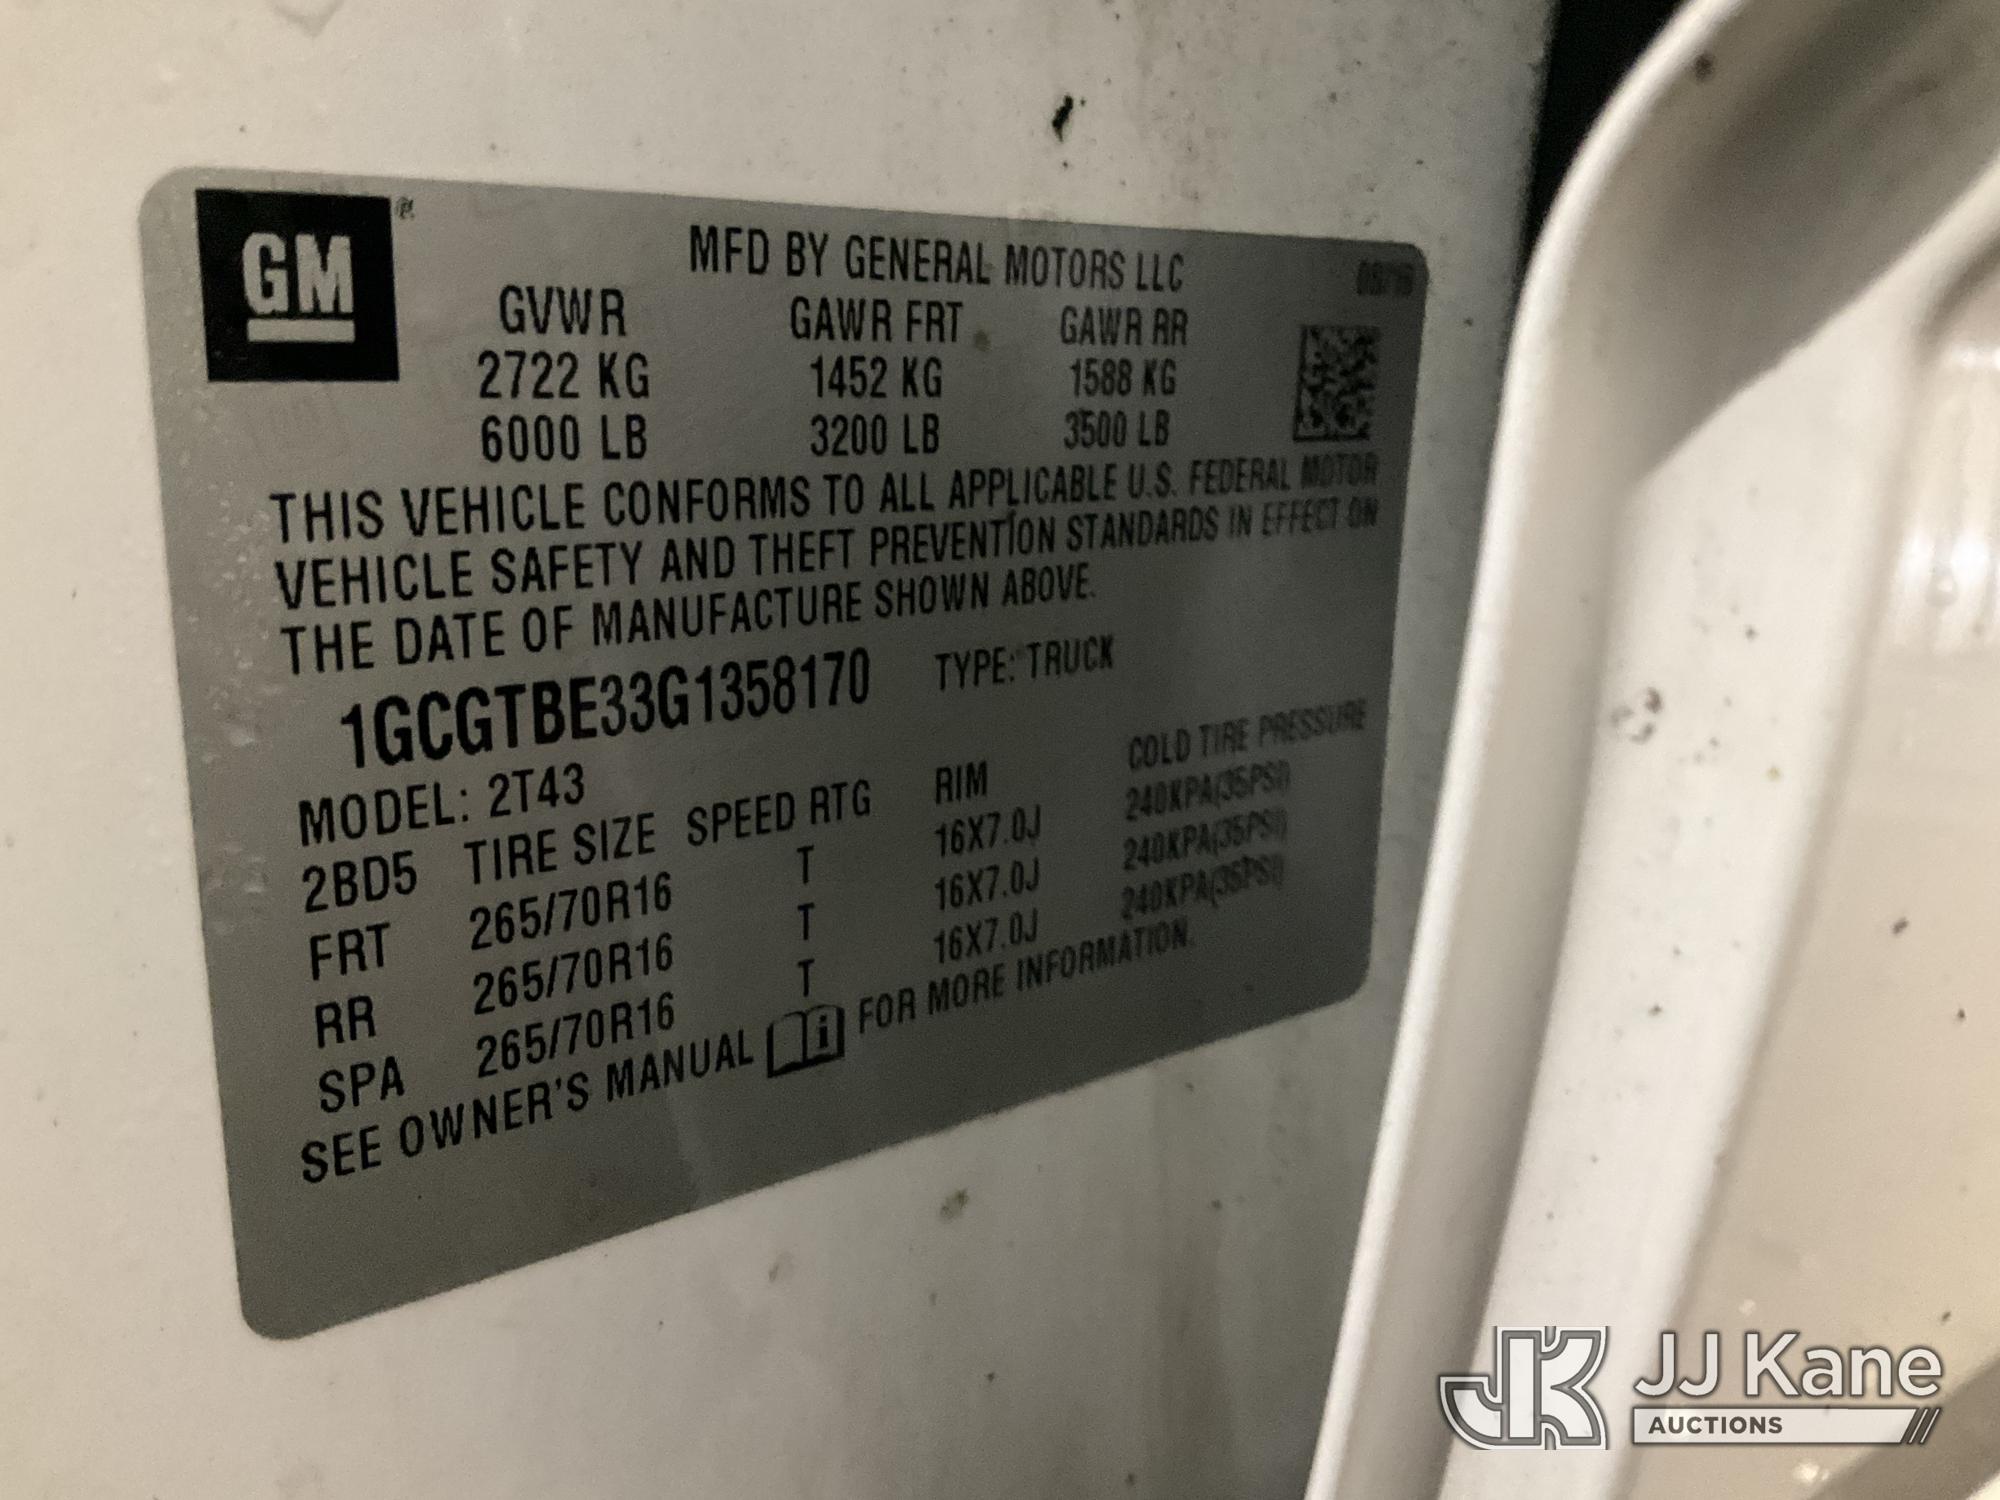 GM ®
MFD BY GENERAL MOTORS LLC
GVWR GAWR FRT GAWR RR
2722 KG 1452 KG 1588 KG
6000 LB 3200 LB 3500 LB
THIS VEHICLE CONFORMS TO ALL APPLICABLE U.S. FEDERAL MOTOR
VEHICLE SAFETY AND THEFT PREVENTION STANDARDS IN EFFECT ON
THE DATE OF MANUFACTURE SHOWN ABOVE.
1GCGTBE33G1358170 TYPE: TRUCK
MODEL: 2T43
2BD5 TIRE SIZE SPEED RTG RIM COLD TIRE PRESSURE
FRT 265/70R16 T 16X7.0J 240KPA(35PSI)
RR 265/70R16 T 16X7.0J 240KPA(35PSI)
SPA 265/70R16 T 16X7.0J 240KPA(35PSI)
SEE OWNER'S MANUAL i FOR MORE INFORMATION.
JK JJ Kane
AUCTIONS